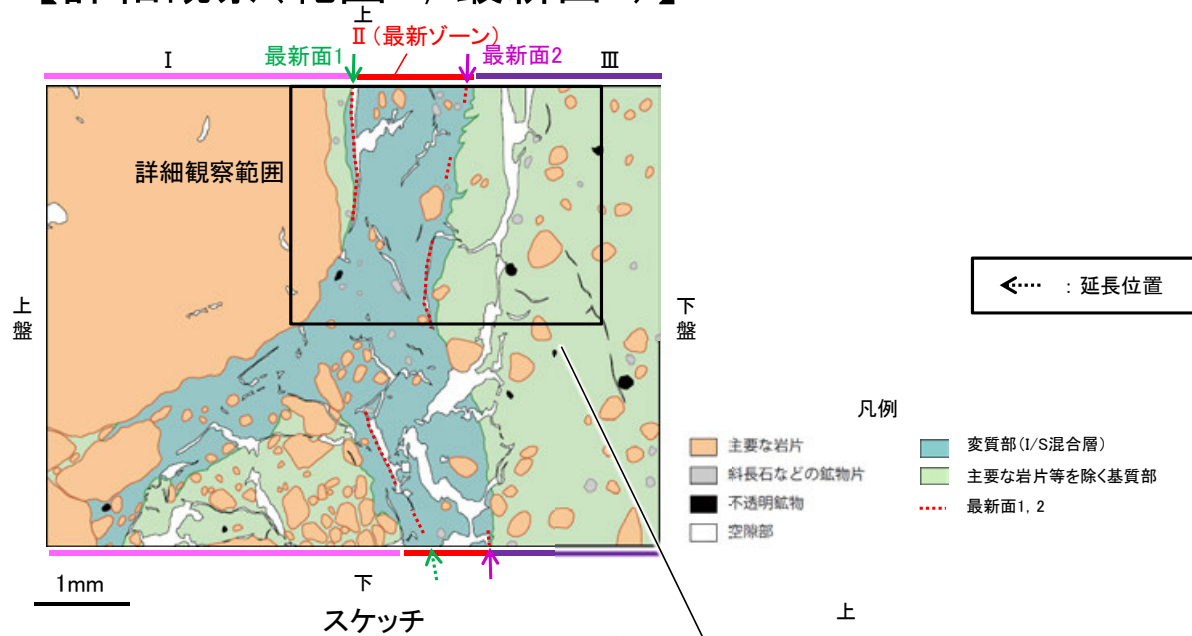 上
Ⅱ(最新ゾーン)
Ⅰ
最新面1
最新面2
Ⅲ
詳細観察範囲
上盤
下盤
: 延長位置
凡例
主要な岩片
斜長石などの鉱物片
不透明鉱物
空隙部
変質部(I/S混合層)
主要な岩片等を除く基質部
最新面1, 2
1mm
下
スケッチ
上